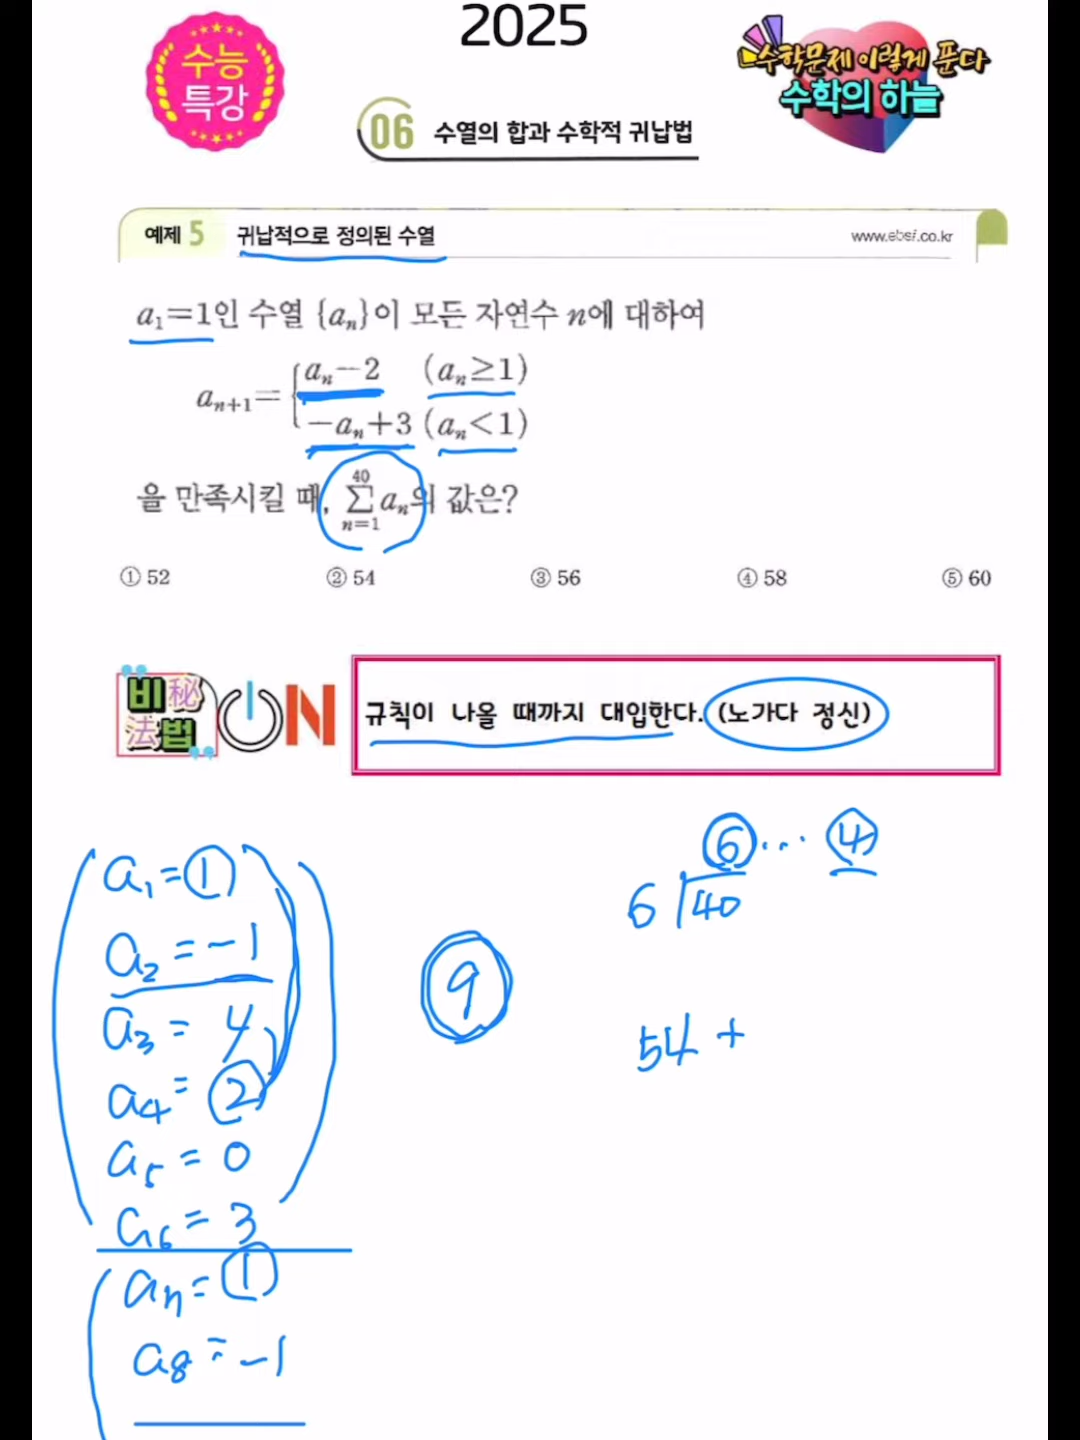 2025
수능
특강
수학문제 이렇게 푼다
수학의 하늘
06 수열의 합과 수학적 귀납법
예제 5 귀납적으로 정의된 수열
www.ebsi.co.kr
a₁=1인 수열 {aₙ}이 모든 자연수 n에 대하여
aₙ₊₁= { aₙ-2 (aₙ≥1)
-aₙ+3 (aₙ<1)
을 만족시킬 때, ∑ₙ₌₁⁴⁰ aₙ의 값은?
① 52 ② 54 ③ 56 ④ 58 ⑤ 60
비秘
法법
ON
규칙이 나올 때까지 대입한다. (노가다 정신)
6 ... 4
6 40
a₁=1
a₂=-1
a₃=4
a₄=2
a₅=0
a₆=3
a₇=1
a₈=-1
9
54+